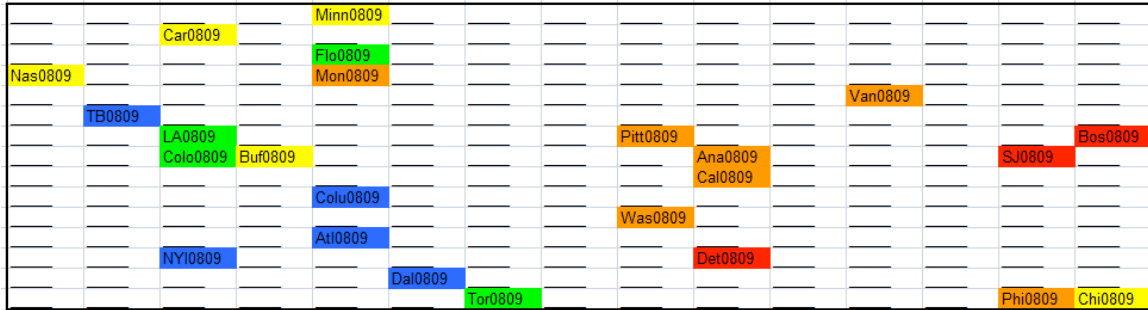 Minn0809
Car0809
Flo0809
Nas0809 Mon0809
Van0809
TB0809
LA0809 Pitt0809 Bos0809
Colo0809 Buf0809 Ana0809 SJ0809
Cal0809
Colu0809
Was0809
Atl0809
NYI0809 Det0809
Dal0809
Tor0809 Phi0809 Chi0809